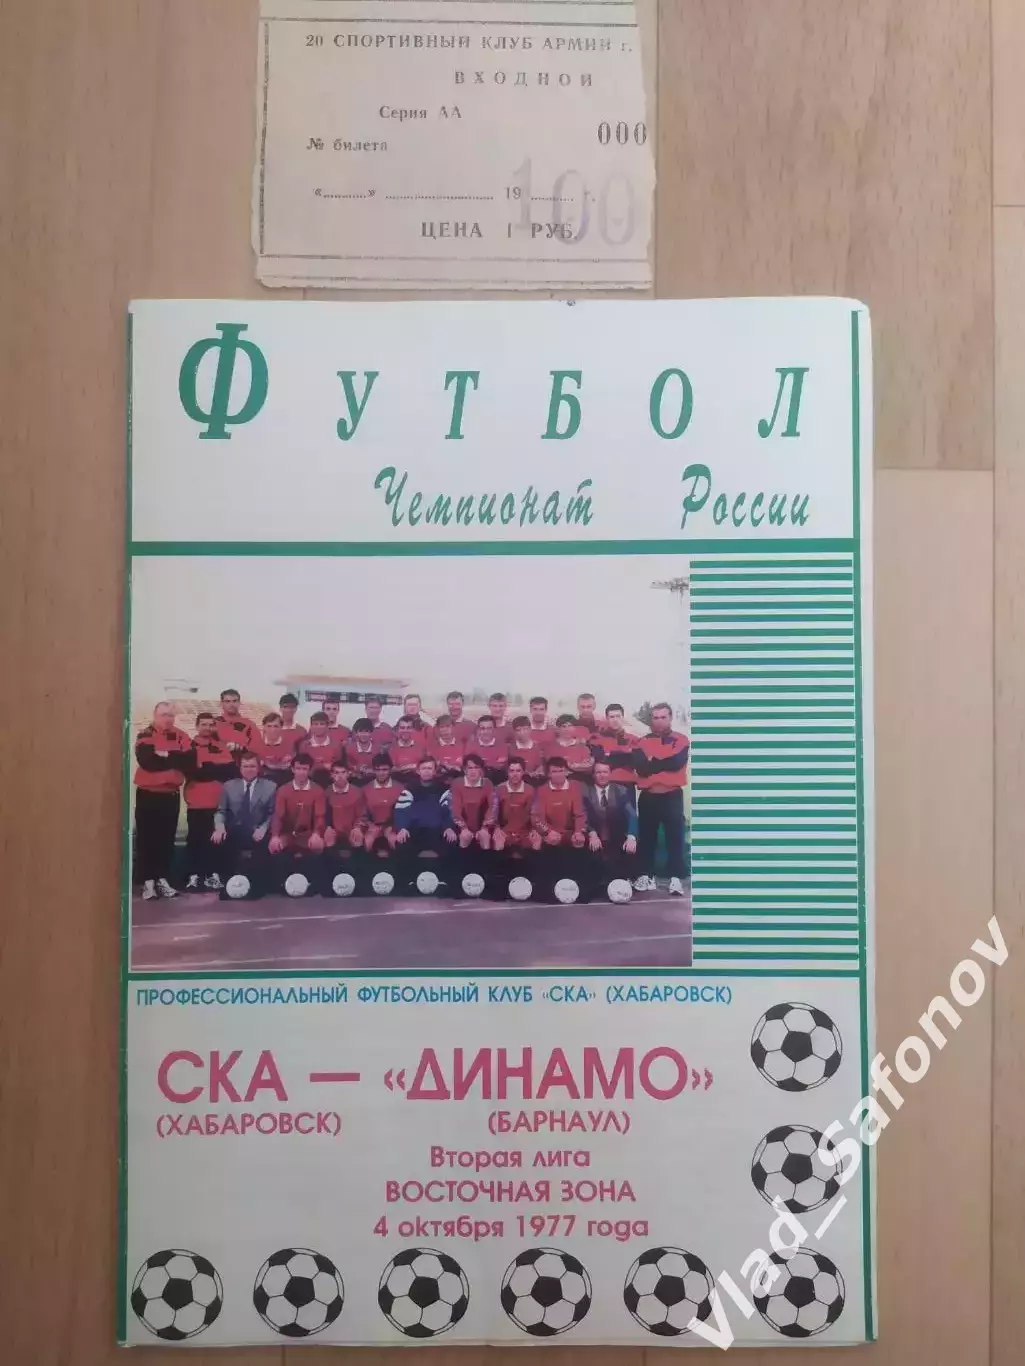 20 СПОРТИВНЫЙ КЛУБ АРМИИ г.
ВХОДНОЙ
Серия АА
№ билета
000
«...........» ........................... 19 .......... г.
100
ЦЕНА 1 РУБ.
ФУТБОЛ
Чемпионат России
ПРОФЕССИОНАЛЬНЫЙ ФУТБОЛЬНЫЙ КЛУБ «СКА» (ХАБАРОВСК)
СКА — «ДИНАМО»
(ХАБАРОВСК) (БАРНАУЛ)
Вторая лига
ВОСТОЧНАЯ ЗОНА
4 октября 1977 года
Vlad_Safonov